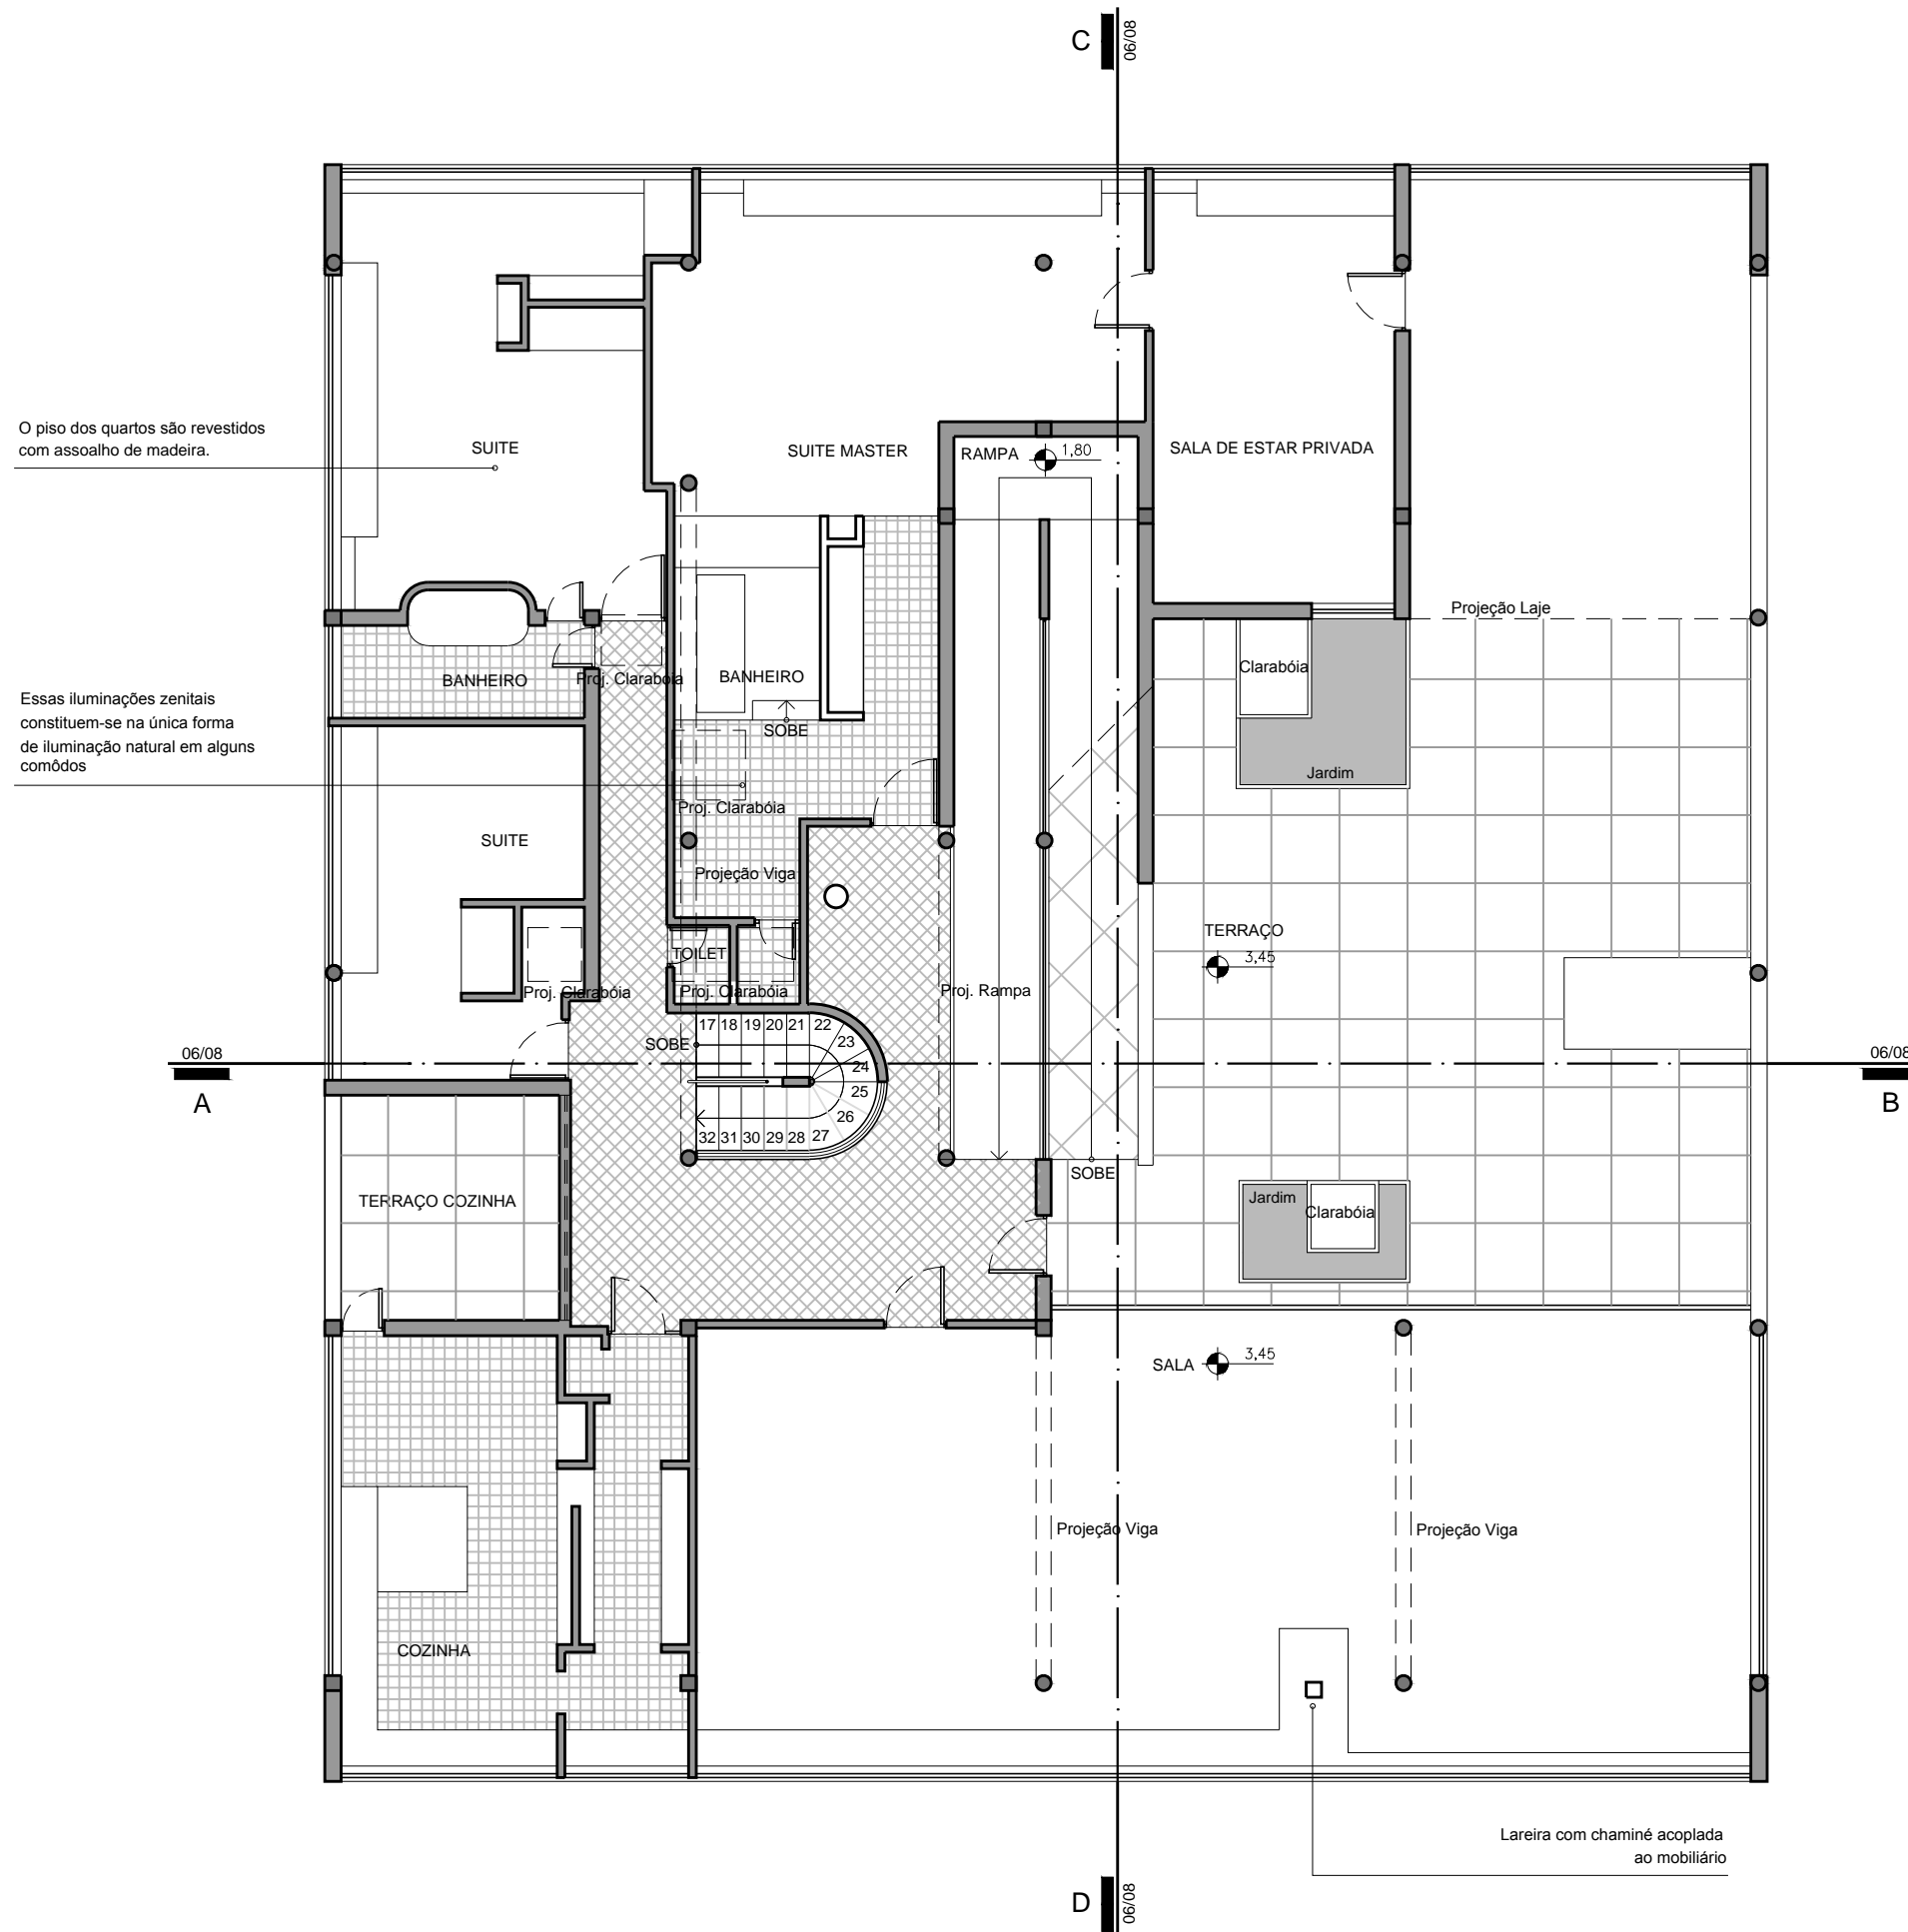 C
06/08
O piso dos quartos são revestidos
com assoalho de madeira.
SUITE
SUITE MASTER
RAMPA
1,80
SALA DE ESTAR PRIVADA
Projeção Laje
Clarabóia
BANHEIRO
Proj. Clarabóia
BANHEIRO
Essas iluminações zenitais
constituem-se na única forma
de iluminação natural em alguns
comôdos
SOBE
Jardim
Proj. Clarabóia
SUITE
Projeção Viga
TERRAÇO
3,45
TOILET
Proj. Clarabóia
Proj. Clarabóia
Proj. Rampa
17 18 19 20 21 22
23
24
25
26
27
32 31 30 29 28
SOBE
06/08
A
06/08
B
SOBE
TERRAÇO COZINHA
Jardim
Clarabóia
SALA
3,45
Projeção Viga
Projeção Viga
COZINHA
Lareira com chaminé acoplada
ao mobiliário
D
06/08